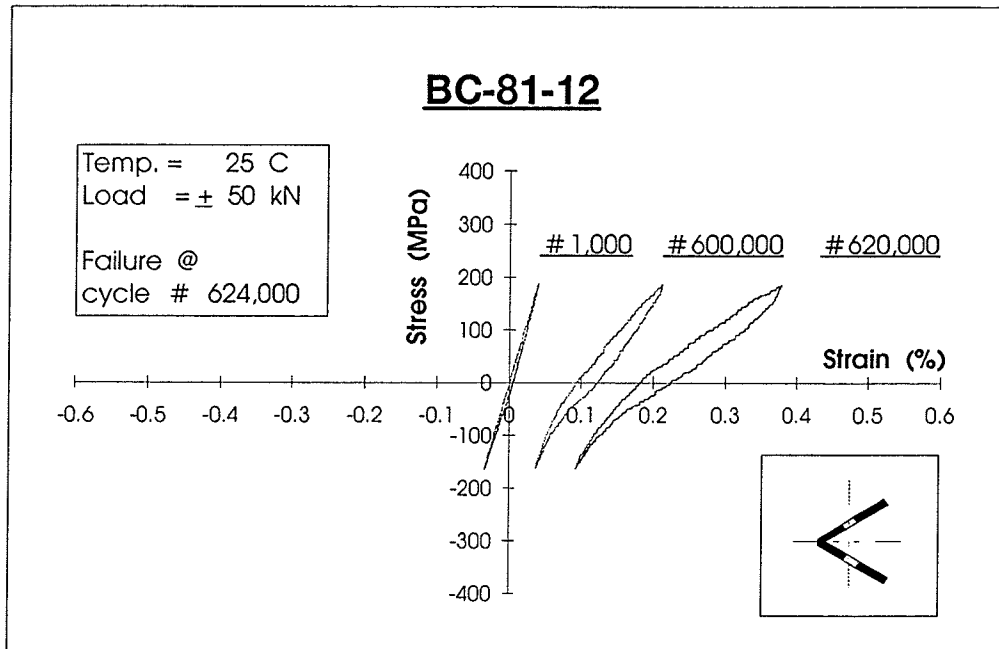 BC-81-12
Temp. = 25 C
Load = ± 50 kN
Failure @
cycle # 624,000
Stress (MPa)
400
300
200
100
0
-100
-200
-300
-400
# 1,000 # 600,000 # 620,000
Strain (%)
-0.6 -0.5 -0.4 -0.3 -0.2 -0.1 0 0.1 0.2 0.3 0.4 0.5 0.6